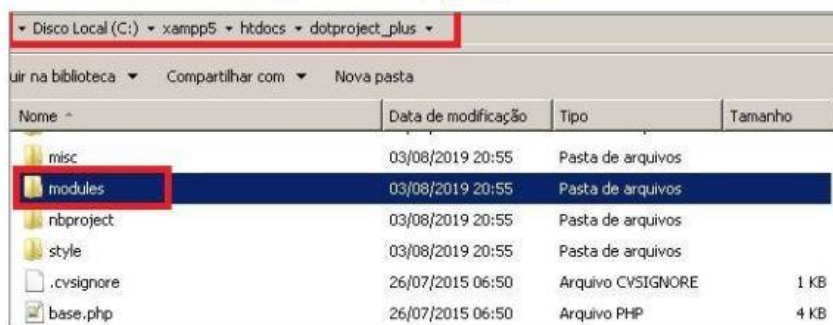 Disco Local (C:) xampp5 htdocs dotproject_plus
uir na biblioteca Compartilhar com Nova pasta
Nome Data de modificação Tipo Tamanho
misc 03/08/2019 20:55 Pasta de arquivos
modules 03/08/2019 20:55 Pasta de arquivos
nbproject 03/08/2019 20:55 Pasta de arquivos
style 03/08/2019 20:55 Pasta de arquivos
.cvsignore 26/07/2015 06:50 Arquivo CVSIGNORE 1 KB
base.php 26/07/2015 06:50 Arquivo PHP 4 KB